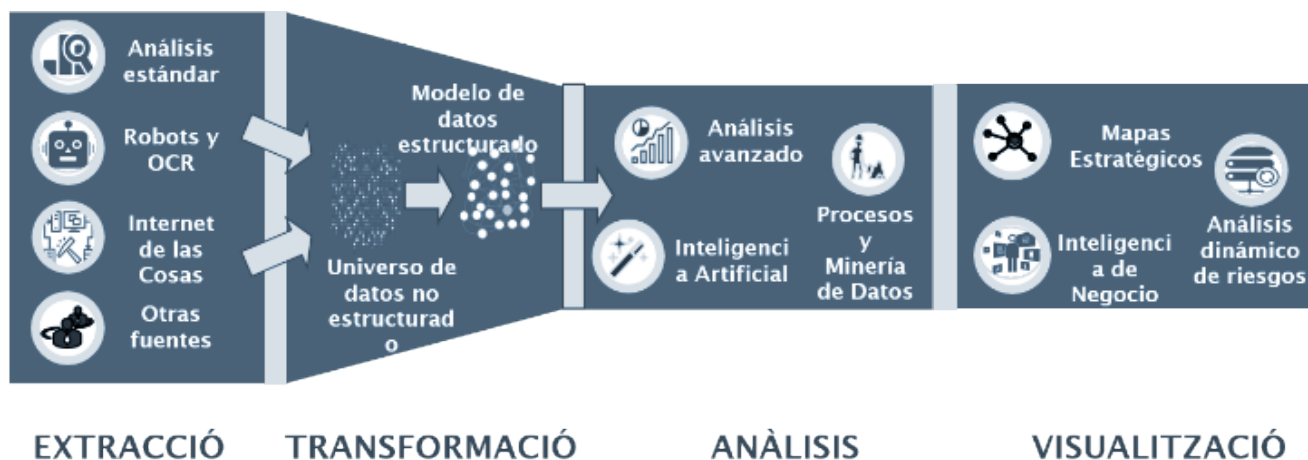 Análisis
estándar
Robots y
OCR
Internet
de las
Cosas
Otras
fuentes
Modelo de
datos
estructurado
Universo de
datos no
estructurad
o
Análisis
avanzado
Inteligenci
a Artificial
Procesos
y
Minería
de Datos
Mapas
Estratégicos
Inteligenci
a de
Negocio
Análisis
dinámico
de riesgos
EXTRACCIÓ
TRANSFORMACIÓ
ANÀLISIS
VISUALITZACIÓ